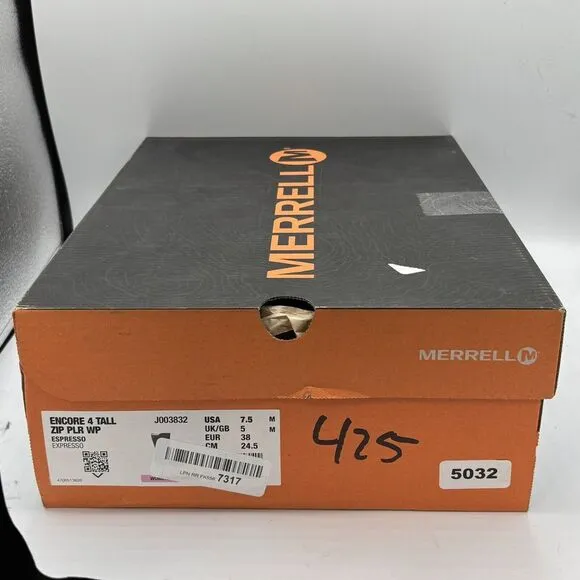 MERRELL
MERRELL
ENCORE 4 TALL
ZIP PLR WP
ESPRESSO
EXPRESSO
J003832
USA 7.5 M
UK/GB 5 M
EUR 38
CM 24.5
7317
425
5032